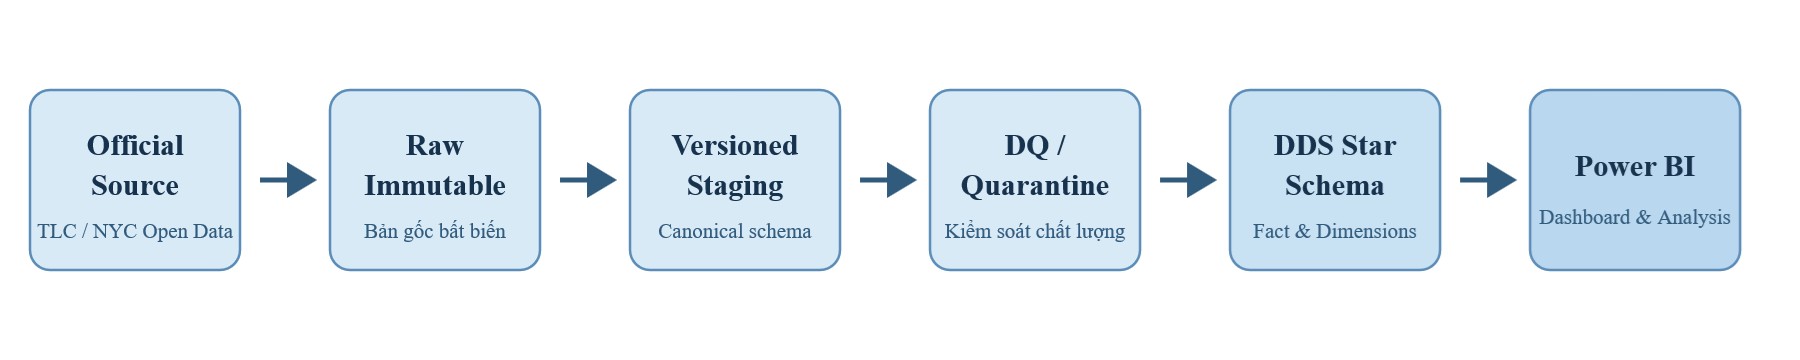 Official
Source
TLC / NYC Open Data
Raw
Immutable
Bản gốc bất biến
Versioned
Staging
Canonical schema
DQ /
Quarantine
Kiểm soát chất lượng
DDS Star
Schema
Fact & Dimensions
Power BI
Dashboard & Analysis